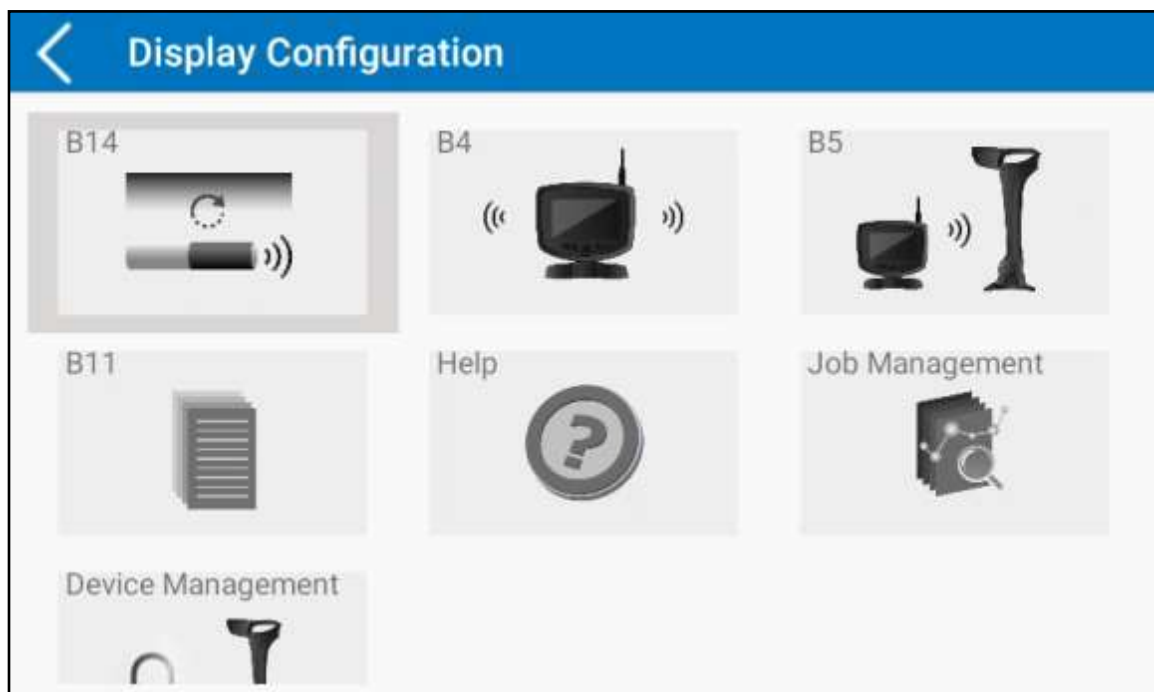 Display Configuration
B14
B4
B5
B11
Help
Job Management
Device Management